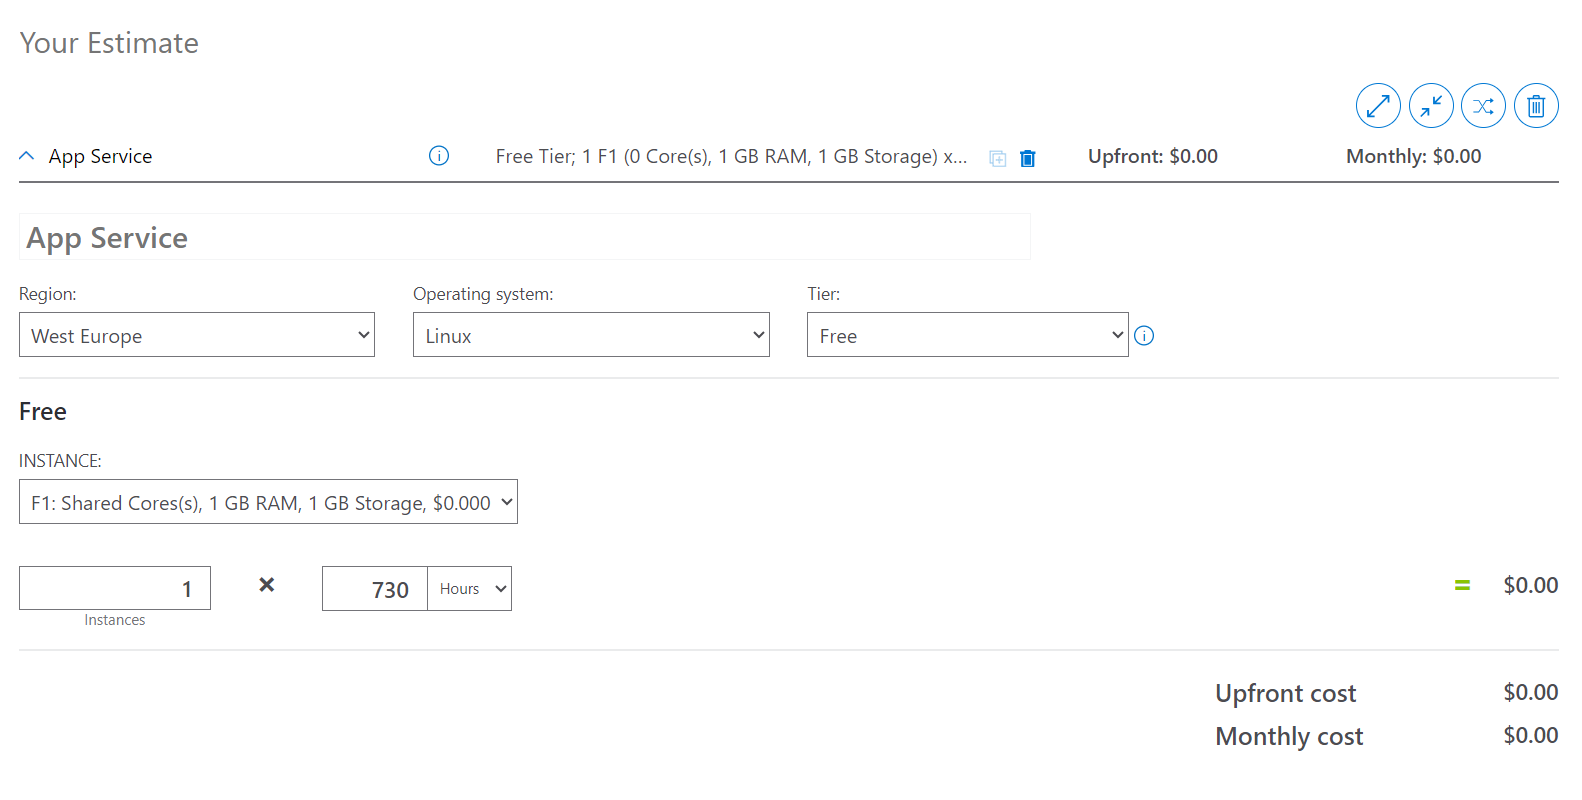 Your Estimate
App Service
Free Tier; 1 F1 (0 Core(s), 1 GB RAM, 1 GB Storage) x...
Upfront: $0.00
Monthly: $0.00
App Service
Region:
Operating system:
Tier:
West Europe
Linux
Free
Free
INSTANCE:
F1: Shared Cores(s), 1 GB RAM, 1 GB Storage, $0.000
1
×
730
Hours
= $0.00
Instances
Upfront cost $0.00
Monthly cost $0.00